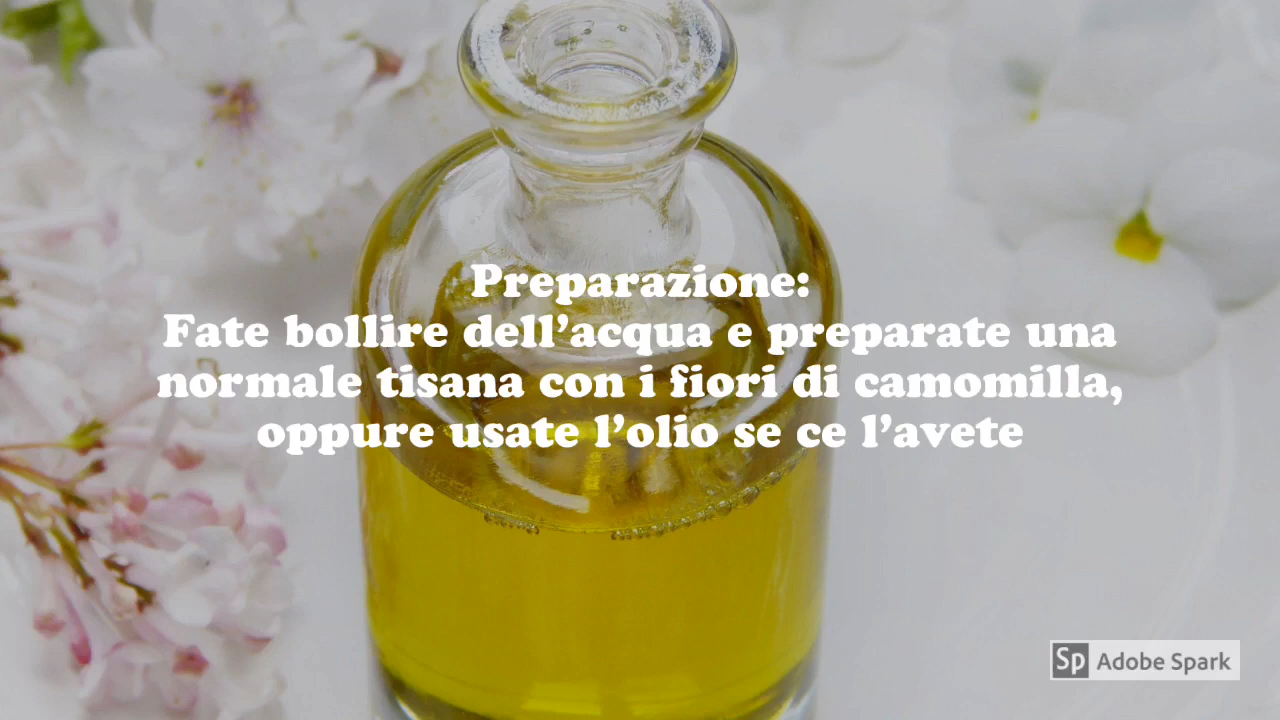 Preparazione:
Fate bollire dell’acqua e preparate una
normale tisana con i fiori di camomilla,
oppure usate l’olio se ce l’avete
Sp Adobe Spark